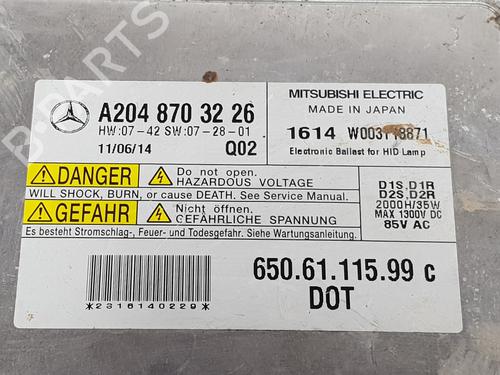 A204 870 32 26
HW:07-42 SW:07-28-01
11/06/14 Q02
MITSUBISHI ELECTRIC
MADE IN JAPAN
1614 W003T18871
Electronic Ballast for HID Lamp
DANGER
Do not open.
HAZARDOUS VOLTAGE
WILL SHOCK, BURN, or cause DEATH. See Service Manual.
GEFAHR
Nicht öffnen.
GEFÄHRLICHE SPANNUNG
Es besteht Stromschlag-, Feuer- und Todesgefahr. Siehe Wartungsanleitung.
D1S,D1R
D2S,D2R
2000H/35W
MAX 1300V DC
85V AC
*2316140229*
650.61.115.99 c
DOT
B-PARTS